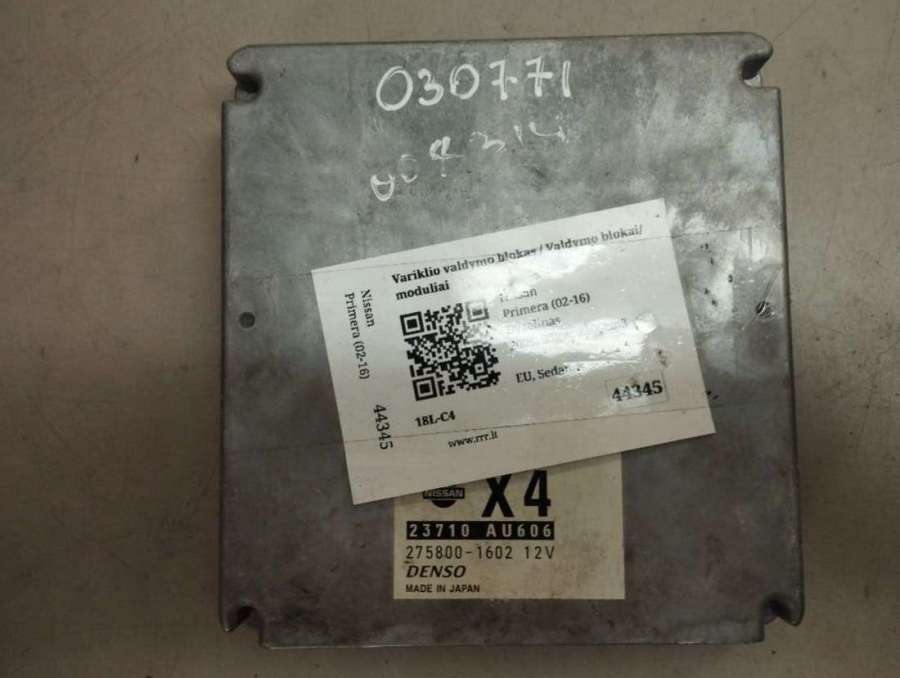 030771
Variklio valdymo blokas / Valdymo blokai/
moduliai
Nissan
Primera (02-16)
44345
Primera (02-16)
EU, Sedan
44345
18L-C4
www.rrr.lt
NISSAN
X4
23710 AU606
275800-1602 12V
DENSO
MADE IN JAPAN